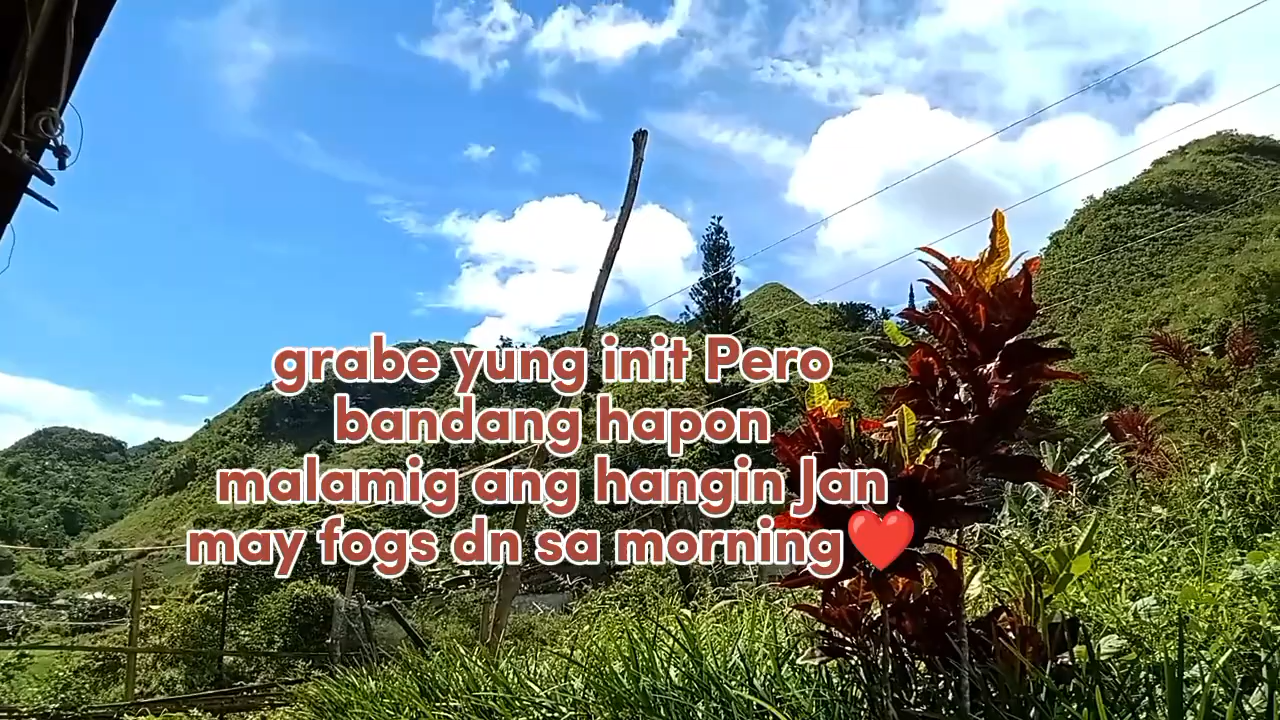 grabe yung init Pero
bandang hapon
malamig ang hangin Jan
may fogs dn sa morning❤️